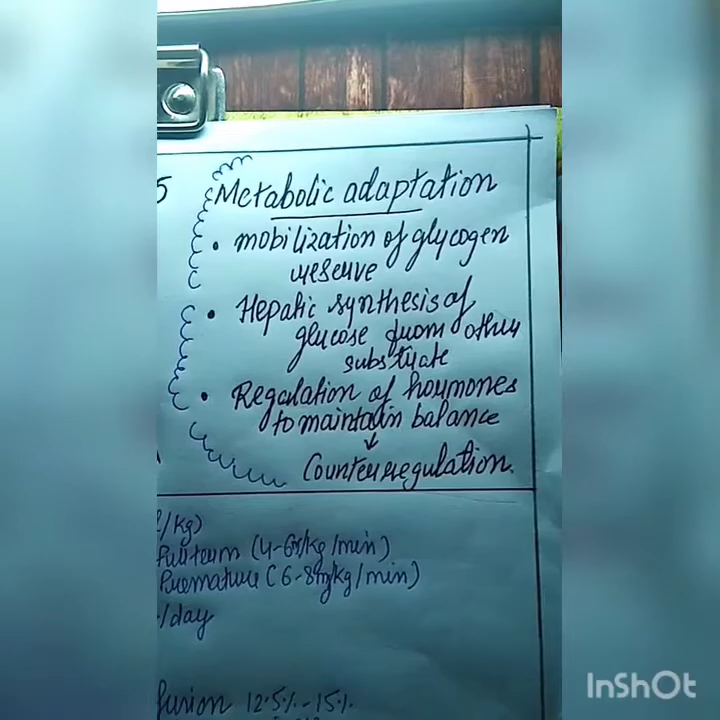 5
Metabolic adaptation
• mobilization of glycogen
reserve
• Hepatic synthesis of
glucose from other
substrate
• Regulation of hormones
to maintain balance
↓
Counterregulation.
/kg)
Fullterm (4-6mg/kg/min)
Premature (6-8mg/kg/min)
/day
fusion 12.5%-15%
InShOt